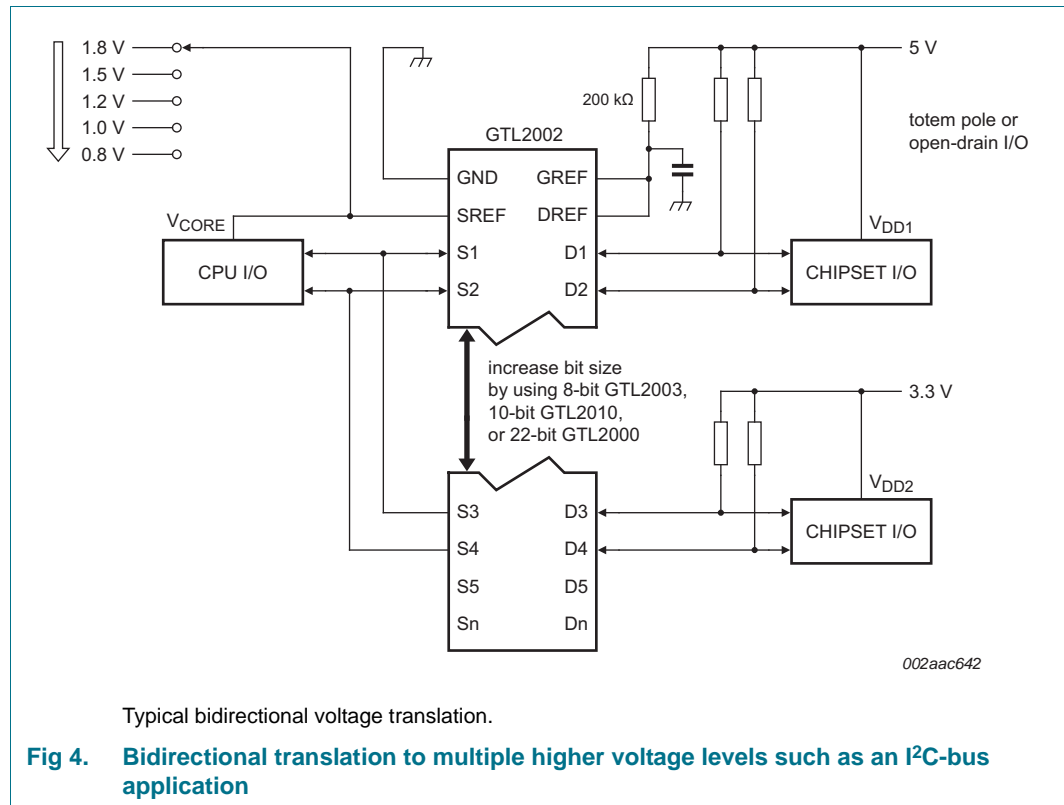 1.8 V
1.5 V
1.2 V
1.0 V
0.8 V
5 V
200 kΩ
totem pole or
open-drain I/O
GTL2002
GND GREF
SREF DREF
S1 D1
S2 D2
VCORE
CPU I/O
VDD1
CHIPSET I/O
increase bit size
by using 8-bit GTL2003,
10-bit GTL2010,
or 22-bit GTL2000
3.3 V
VDD2
CHIPSET I/O
S3 D3
S4 D4
S5 D5
Sn Dn
002aac642
Typical bidirectional voltage translation.
Fig 4. Bidirectional translation to multiple higher voltage levels such as an I²C-bus
application